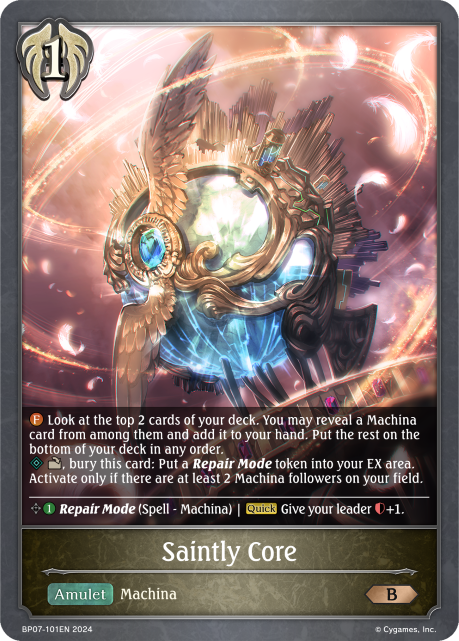 1
F Look at the top 2 cards of your deck. You may reveal a Machina
card from among them and add it to your hand. Put the rest on the
bottom of your deck in any order.
, bury this card: Put a Repair Mode token into your EX area.
Activate only if there are at least 2 Machina followers on your field.
1 Repair Mode (Spell - Machina) | Quick Give your leader +1.
Saintly Core
Amulet Machina
B
BP07-101EN 2024
© Cygames, Inc.